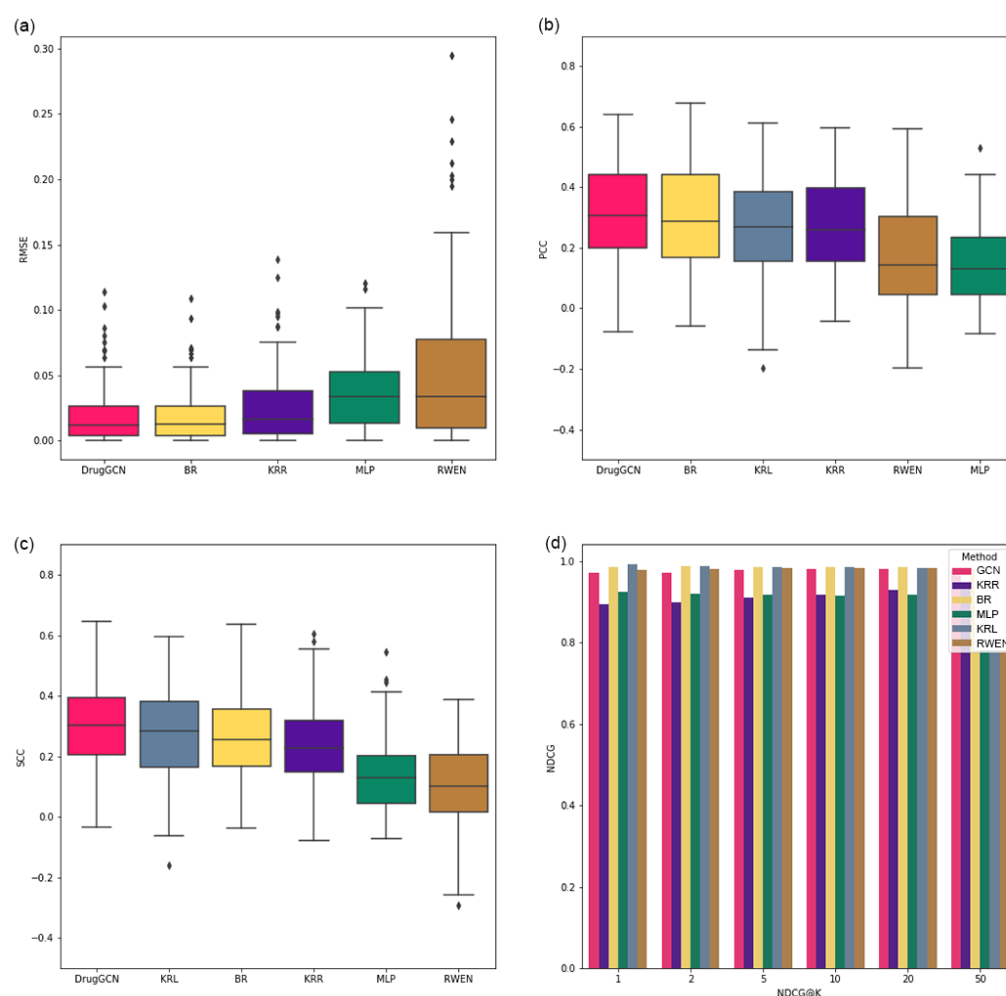 (a)
0.30
0.25
0.20
0.15
0.10
0.05
0.00
RMSE
DrugGCN BR KRR MLP RWEN
(b)
0.8
0.6
0.4
0.2
0.0
−0.2
−0.4
PCC
DrugGCN BR KRL KRR RWEN MLP
(c)
0.8
0.6
0.4
0.2
0.0
−0.2
−0.4
SCC
DrugGCN KRL BR KRR MLP RWEN
(d)
1.0
0.8
0.6
0.4
0.2
0.0
NDCG
Method
GCN
KRR
BR
MLP
KRL
RWEN
1 2 5 10 20 50
NDCG@K